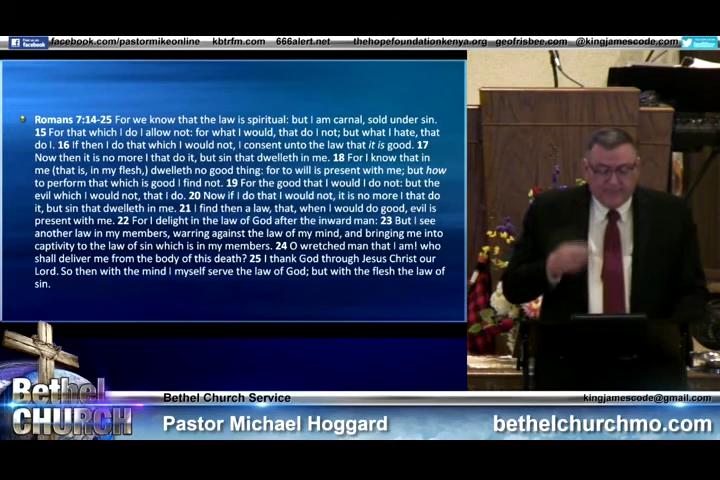 Find us on facebook
facebook.com/pastormikeonline kbtrfm.com 666alert.net thehopefoundationkenya.org geofrisbee.com @kingjamescode.com
Romans 7:14-25 For we know that the law is spiritual: but I am carnal, sold under sin.
15 For that which I do I allow not: for what I would, that do I not; but what I hate, that
do I. 16 If then I do that which I would not, I consent unto the law that it is good. 17
Now then it is no more I that do it, but sin that dwelleth in me. 18 For I know that in
me (that is, in my flesh,) dwelleth no good thing: for to will is present with me; but how
to perform that which is good I find not. 19 For the good that I would I do not: but the
evil which I would not, that I do. 20 Now if I do that I would not, it is no more I that do
it, but sin that dwelleth in me. 21 I find then a law, that, when I would do good, evil is
present with me. 22 For I delight in the law of God after the inward man: 23 But I see
another law in my members, warring against the law of my mind, and bringing me into
captivity to the law of sin which is in my members. 24 O wretched man that I am! who
shall deliver me from the body of this death? 25 I thank God through Jesus Christ our
Lord. So then with the mind I myself serve the law of God; but with the flesh the law of
sin.
Bethel
CHURCH
Bethel Church Service kingjamescode@gmail.com
Pastor Michael Hoggard bethelchurchmo.com